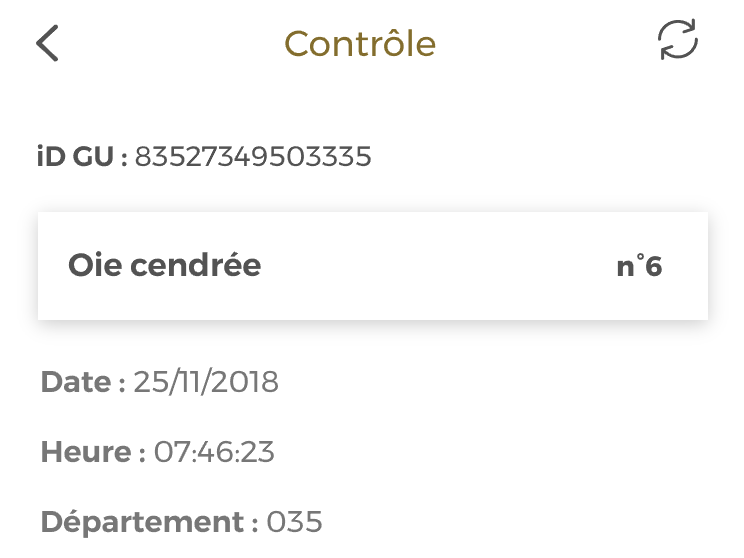 Contrôle
iD GU : 83527349503335
Oie cendrée n°6
Date : 25/11/2018
Heure : 07:46:23
Département : 035